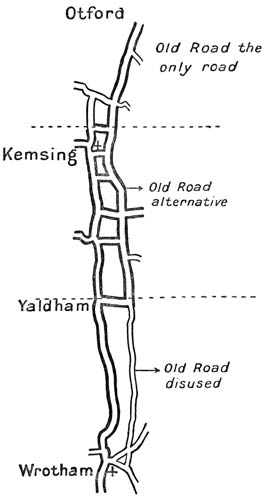 Otford
Old Road the
only road
Kemsing
Old Road
alternative
Yaldham
Old Road
disused
Wrotham